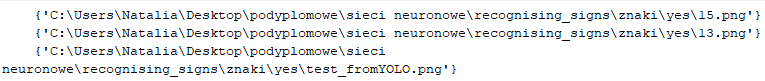 {'C:\Users\Natalia\Desktop\podyplomowe\sieci neuronowe\recognising_signs\znaki\yes\15.png'}
{'C:\Users\Natalia\Desktop\podyplomowe\sieci neuronowe\recognising_signs\znaki\yes\13.png'}
{'C:\Users\Natalia\Desktop\podyplomowe\sieci
neuronowe\recognising_signs\znaki\yes\test_fromYOLO.png'}